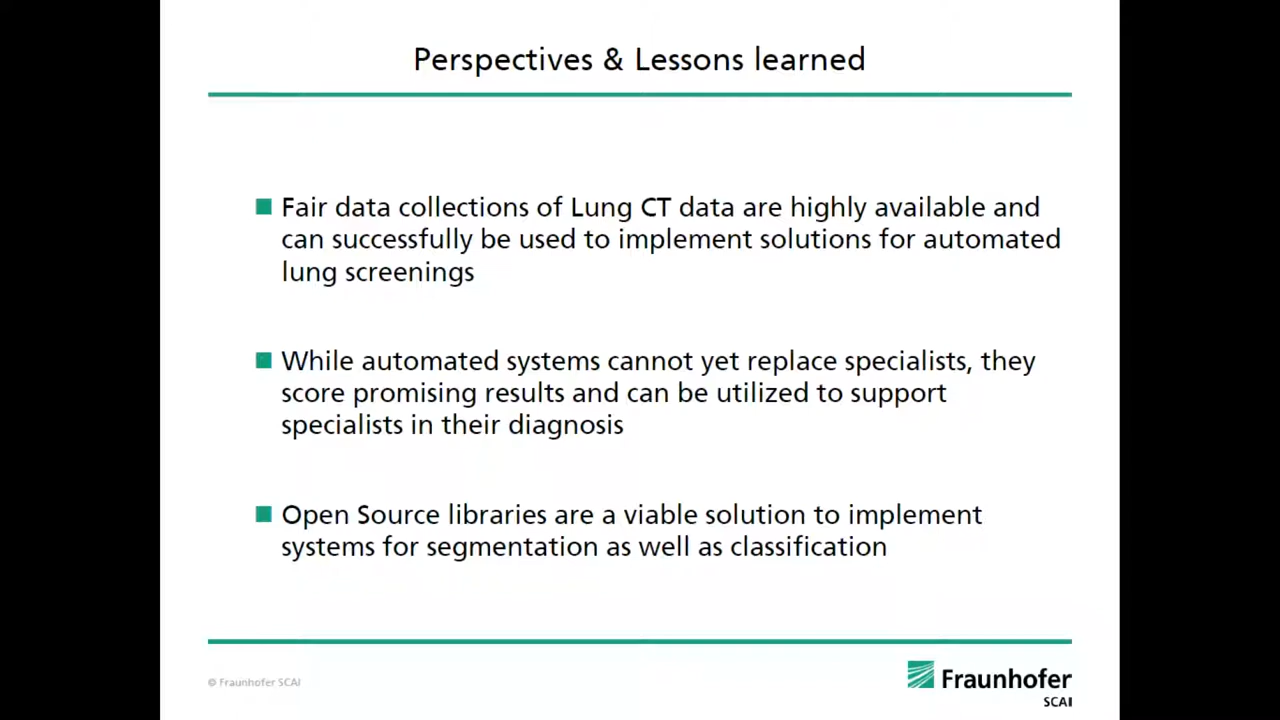 Perspectives & Lessons learned
Fair data collections of Lung CT data are highly available and
can successfully be used to implement solutions for automated
lung screenings
While automated systems cannot yet replace specialists, they
score promising results and can be utilized to support
specialists in their diagnosis
Open Source libraries are a viable solution to implement
systems for segmentation as well as classification
© Fraunhofer SCAI
Fraunhofer
SCAI